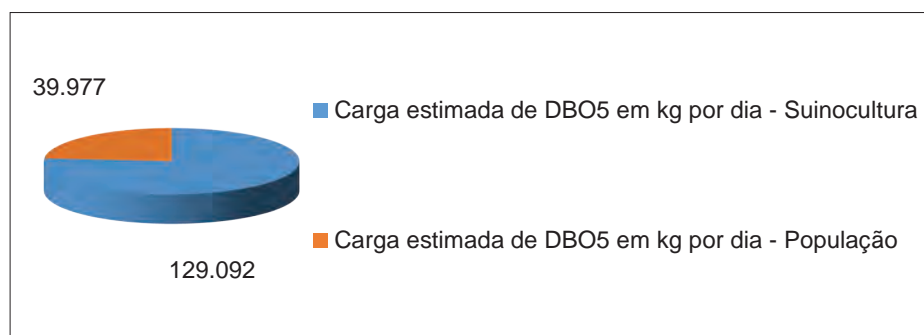 39.977
Carga estimada de DBO5 em kg por dia - Suinocultura
Carga estimada de DBO5 em kg por dia - População
129.092